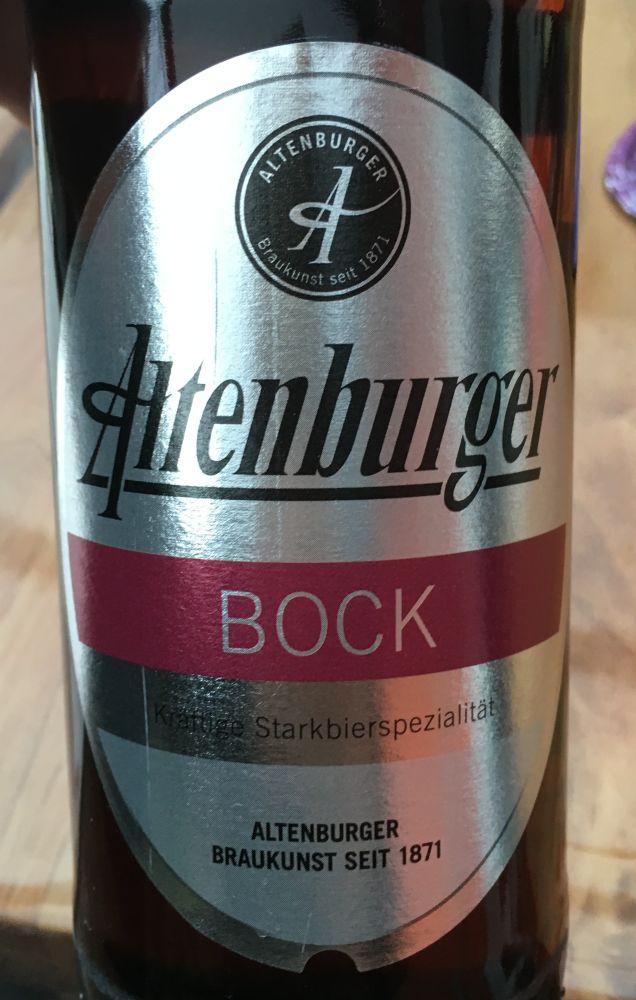 ALTENBURGER
A
Braukunst seit 1871
Altenburger
BOCK
Kräftige Starkbierspezialität
ALTENBURGER
BRAUKUNST SEIT 1871